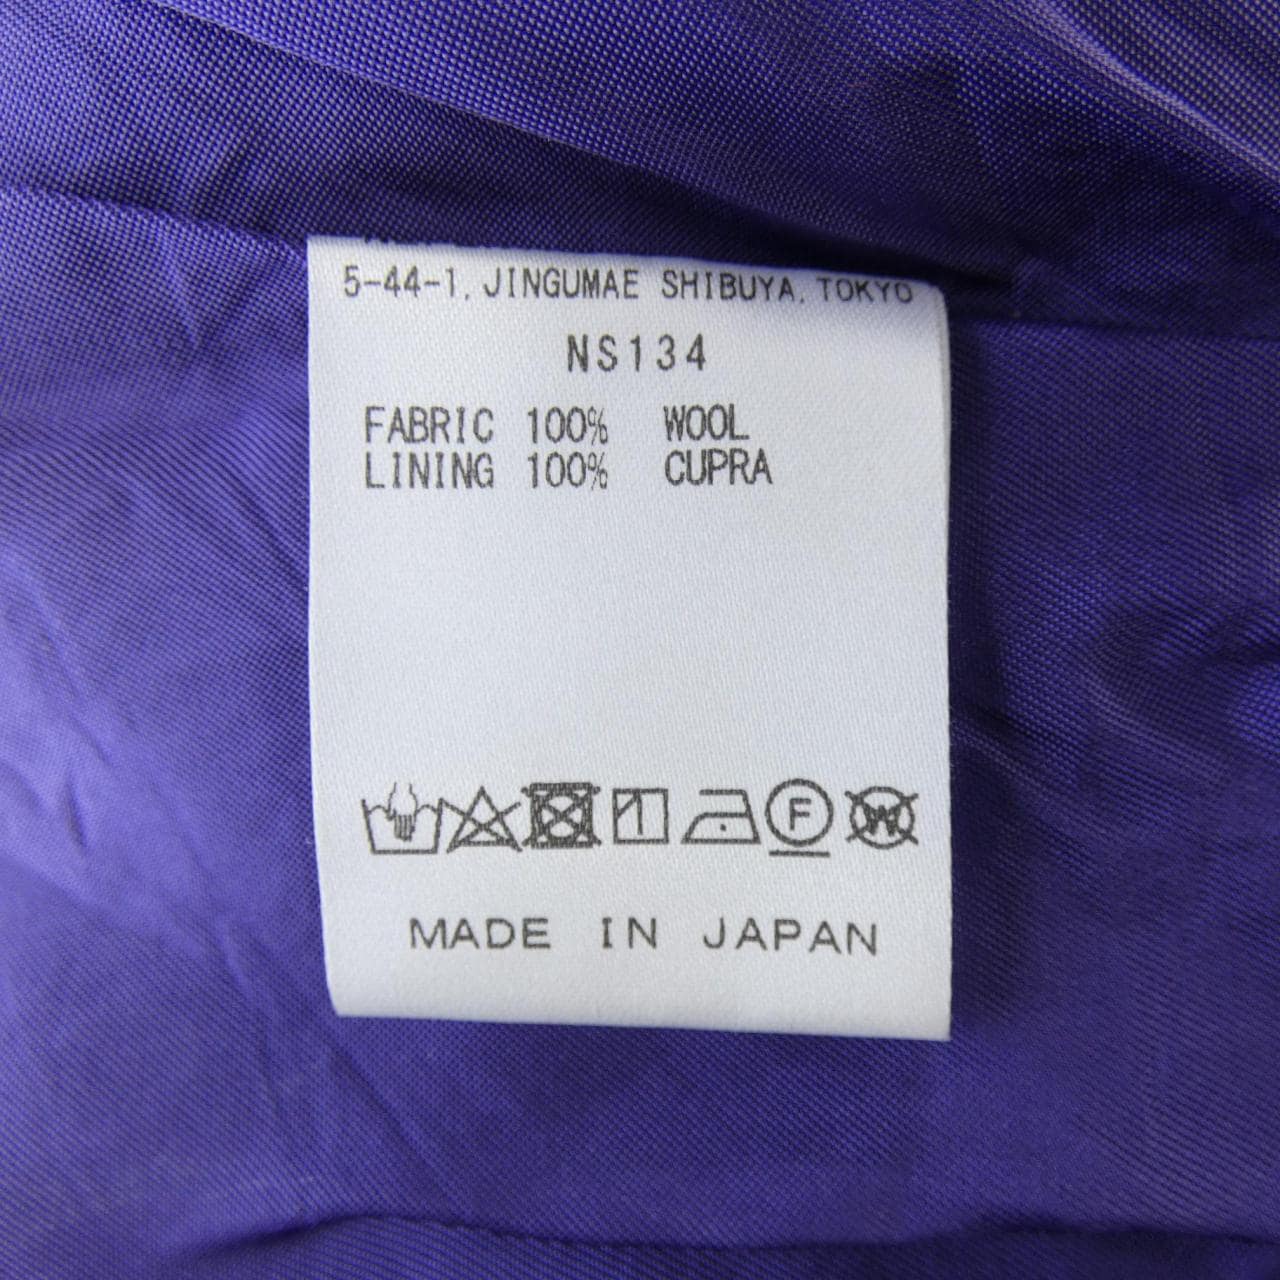 5-44-1, JINGUMAE SHIBUYA, TOKYO
NS134
FABRIC 100% WOOL
LINING 100% CUPRA
F W
MADE IN JAPAN